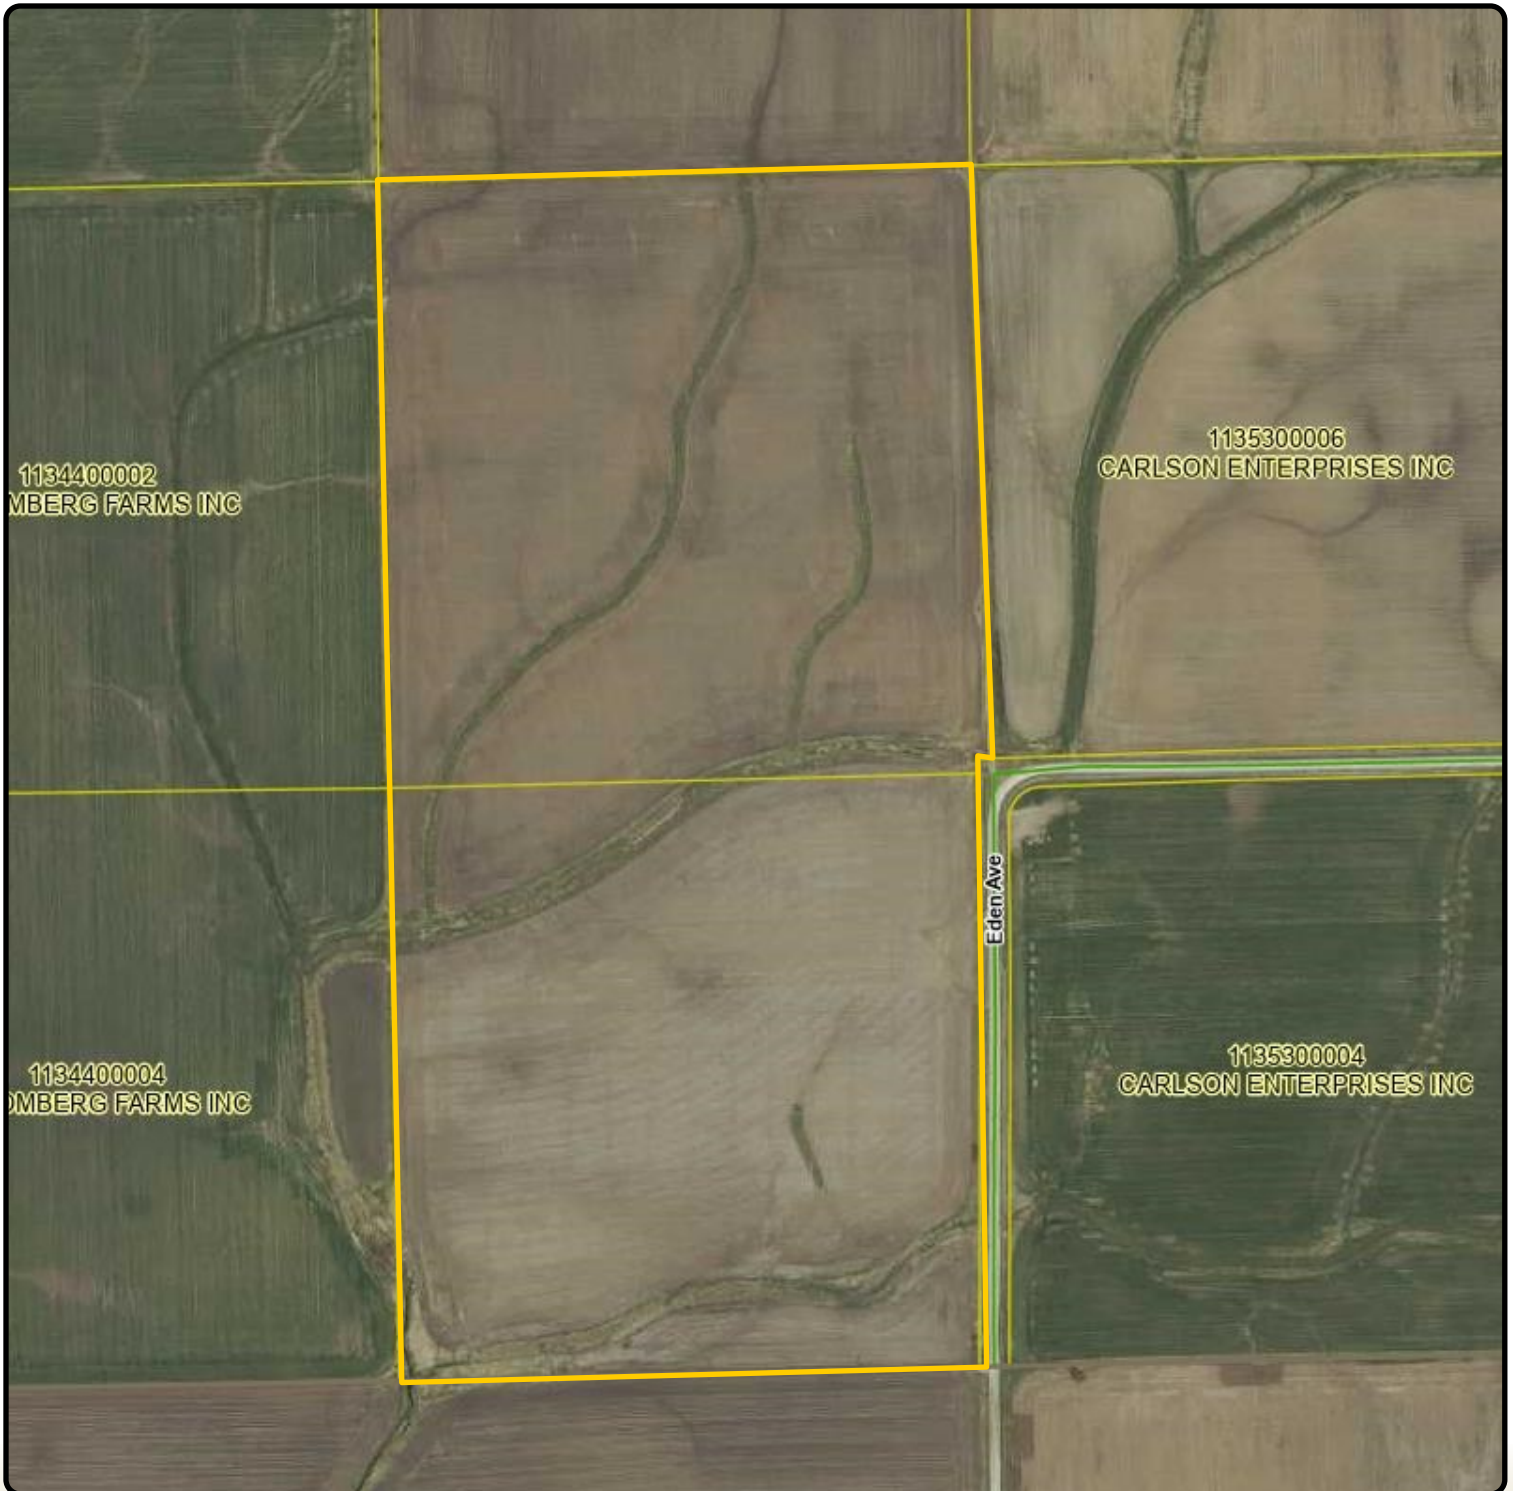 1135300006
CARLSON ENTERPRISES INC
1134400002
MBERG FARMS INC
Eden Ave
1135300004
CARLSON ENTERPRISES INC
1134400004
OMBERG FARMS INC